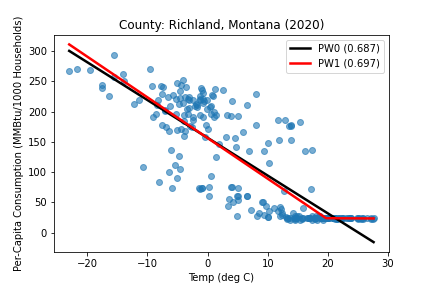 County: Richland, Montana (2020)
PW0 (0.687)
PW1 (0.697)
Per-Capita Consumption (MMBtu/1000 Households)
300
250
200
150
100
50
0
−20
−10
0
10
20
30
Temp (deg C)